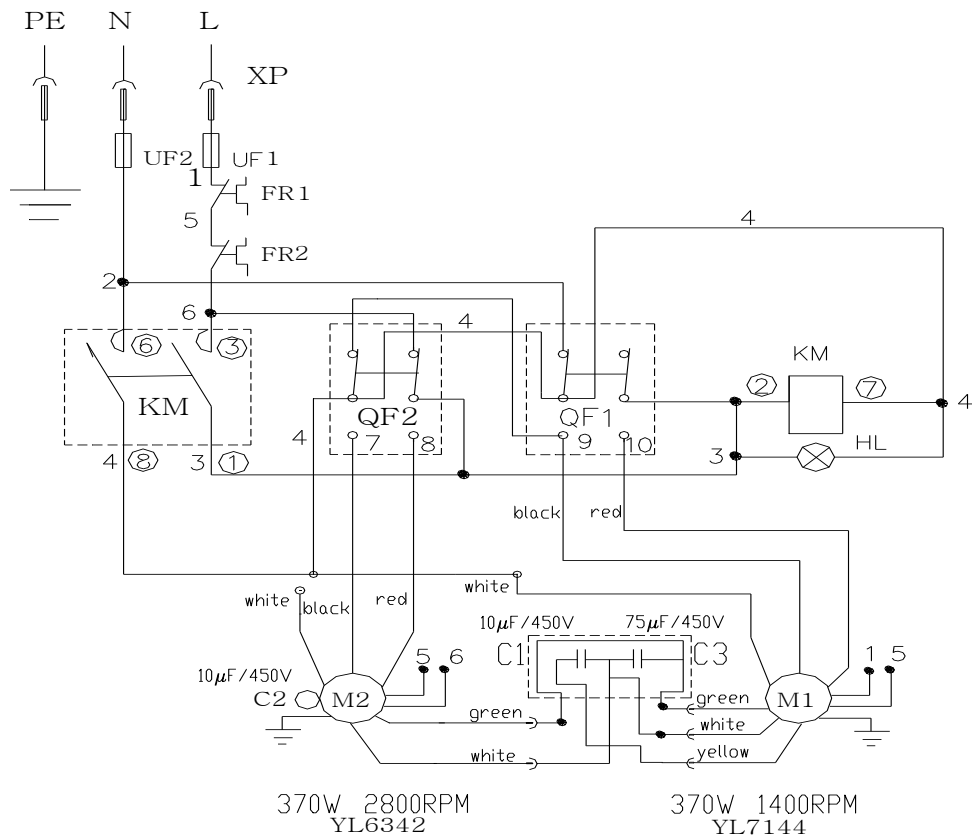 PE N L
XP
UF2 UF1
1
FR1
5
FR2
4
2
6
4
⑥ ③
KM
② ⑦
KM
QF2
QF1
4
4
7 8
9 10
HL
4 ⑧ 3 ①
3
black red
white black red
white
10µF/450V 75µF/450V
C1 C3
10µF/450V
C2
M2
5 6
M1
1 5
green
green
white
white
yellow
370W 2800RPM
YL6342
370W 1400RPM
YL7144